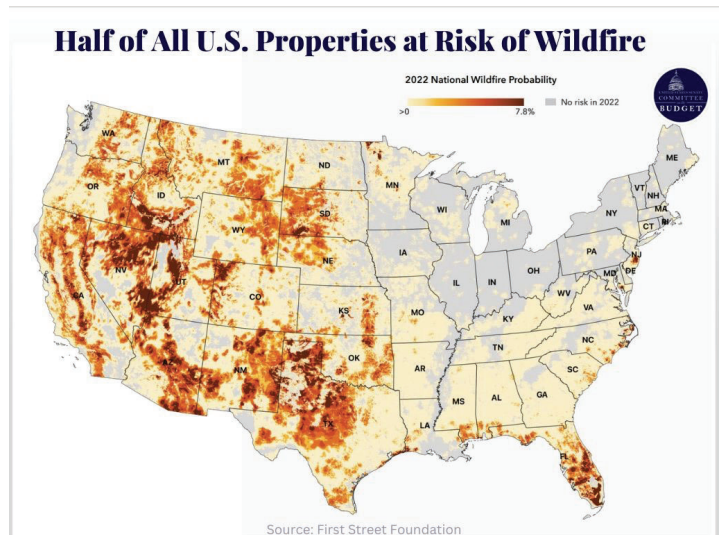 Half of All U.S. Properties at Risk of Wildfire
2022 National Wildfire Probability
>0
7.8%
No risk in 2022
COMMITTEE
BUDGET
WA
MT
ND
MN
ME
OR
ID
SD
WI
MI
VT
NH
NY
MA
CT
WY
NE
IA
PA
NJ
NV
UT
CO
IL
IN
OH
MD
DE
CA
KS
MO
WV
VA
KY
AZ
NM
OK
AR
TN
NC
SC
TX
LA
MS
AL
GA
FL
Source: First Street Foundation